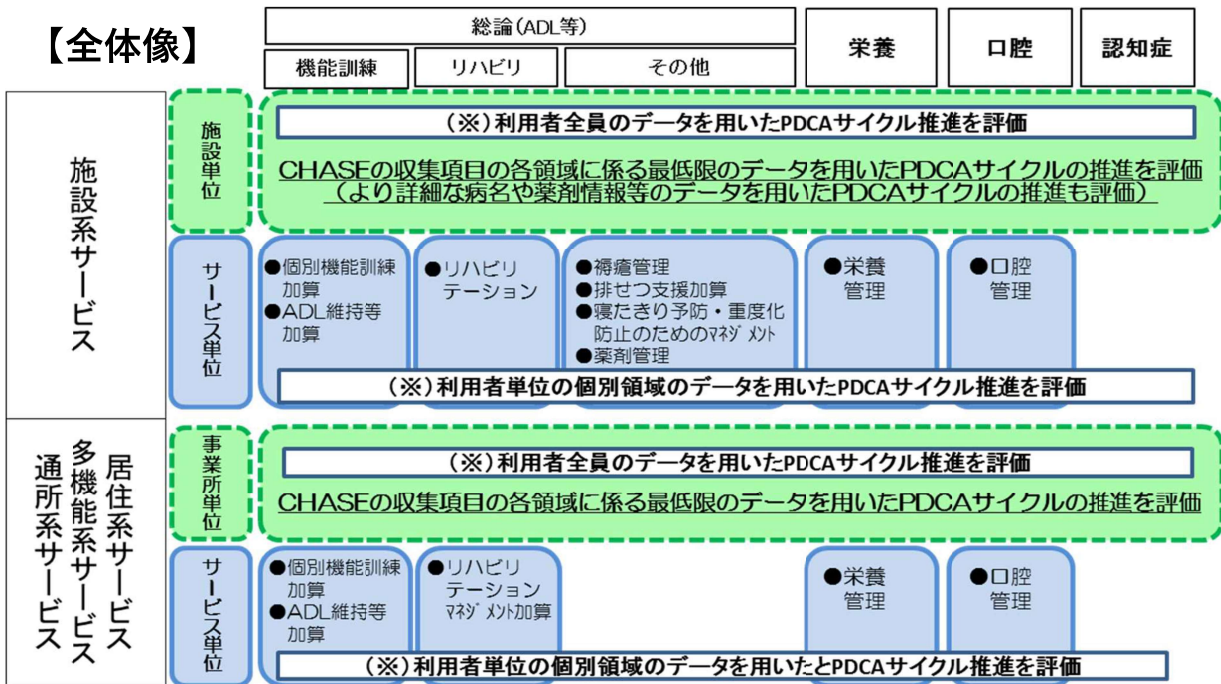 【全体像】
総論(ADL等)
機能訓練
リハビリ
その他
栄養
口腔
認知症
施設系サービス
施設単位
(※)利用者全員のデータを用いたPDCAサイクル推進を評価
CHASEの収集項目の各領域に係る最低限のデータを用いたPDCAサイクルの推進を評価
(より詳細な病名や薬剤情報等のデータを用いたPDCAサイクルの推進も評価)
サービス単位
●個別機能訓練
加算
●ADL維持等
加算
●リハビリ
テーション
●褥瘡管理
●排せつ支援加算
●寝たきり予防・重度化
防止のためのマネジメント
●薬剤管理
●栄養
管理
●口腔
管理
(※)利用者単位の個別領域のデータを用いたPDCAサイクル推進を評価
居住系サービス
多機能系サービス
通所系サービス
事業所単位
(※)利用者全員のデータを用いたPDCAサイクル推進を評価
CHASEの収集項目の各領域に係る最低限のデータを用いたPDCAサイクルの推進を評価
サービス単位
●個別機能訓練
加算
●ADL維持等
加算
●リハビリ
テーション
マネジメント加算
●栄養
管理
●口腔
管理
(※)利用者単位の個別領域のデータを用いたとPDCAサイクル推進を評価